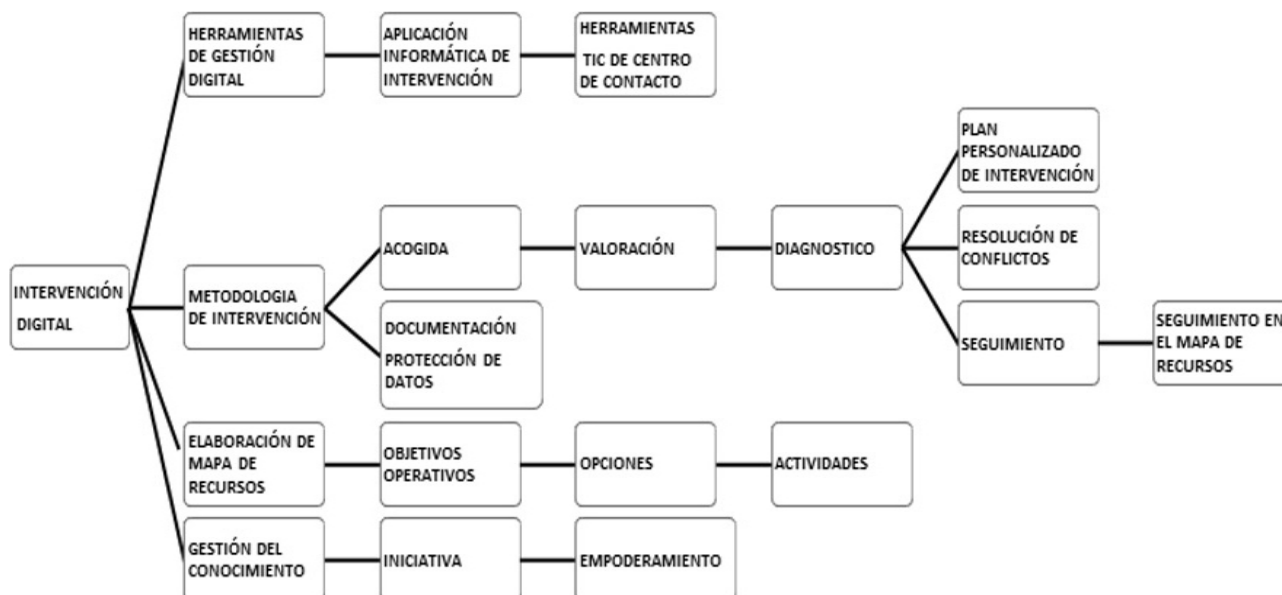 HERRAMIENTAS
DE GESTIÓN
DIGITAL
APLICACIÓN
INFORMÁTICA DE
INTERVENCIÓN
HERRAMIENTAS
TIC DE CENTRO
DE CONTACTO
PLAN
PERSONALIZADO
DE INTERVENCIÓN
ACOGIDA
VALORACIÓN
DIAGNOSTICO
RESOLUCIÓN DE
CONFLICTOS
INTERVENCIÓN
DIGITAL
METODOLOGIA
DE INTERVENCIÓN
DOCUMENTACIÓN
PROTECCIÓN DE
DATOS
SEGUIMIENTO
SEGUIMIENTO EN
EL MAPA DE
RECURSOS
ELABORACIÓN DE
MAPA DE
RECURSOS
OBJETIVOS
OPERATIVOS
OPCIONES
ACTIVIDADES
GESTIÓN DEL
CONOCIMIENTO
INICIATIVA
EMPODERAMIENTO